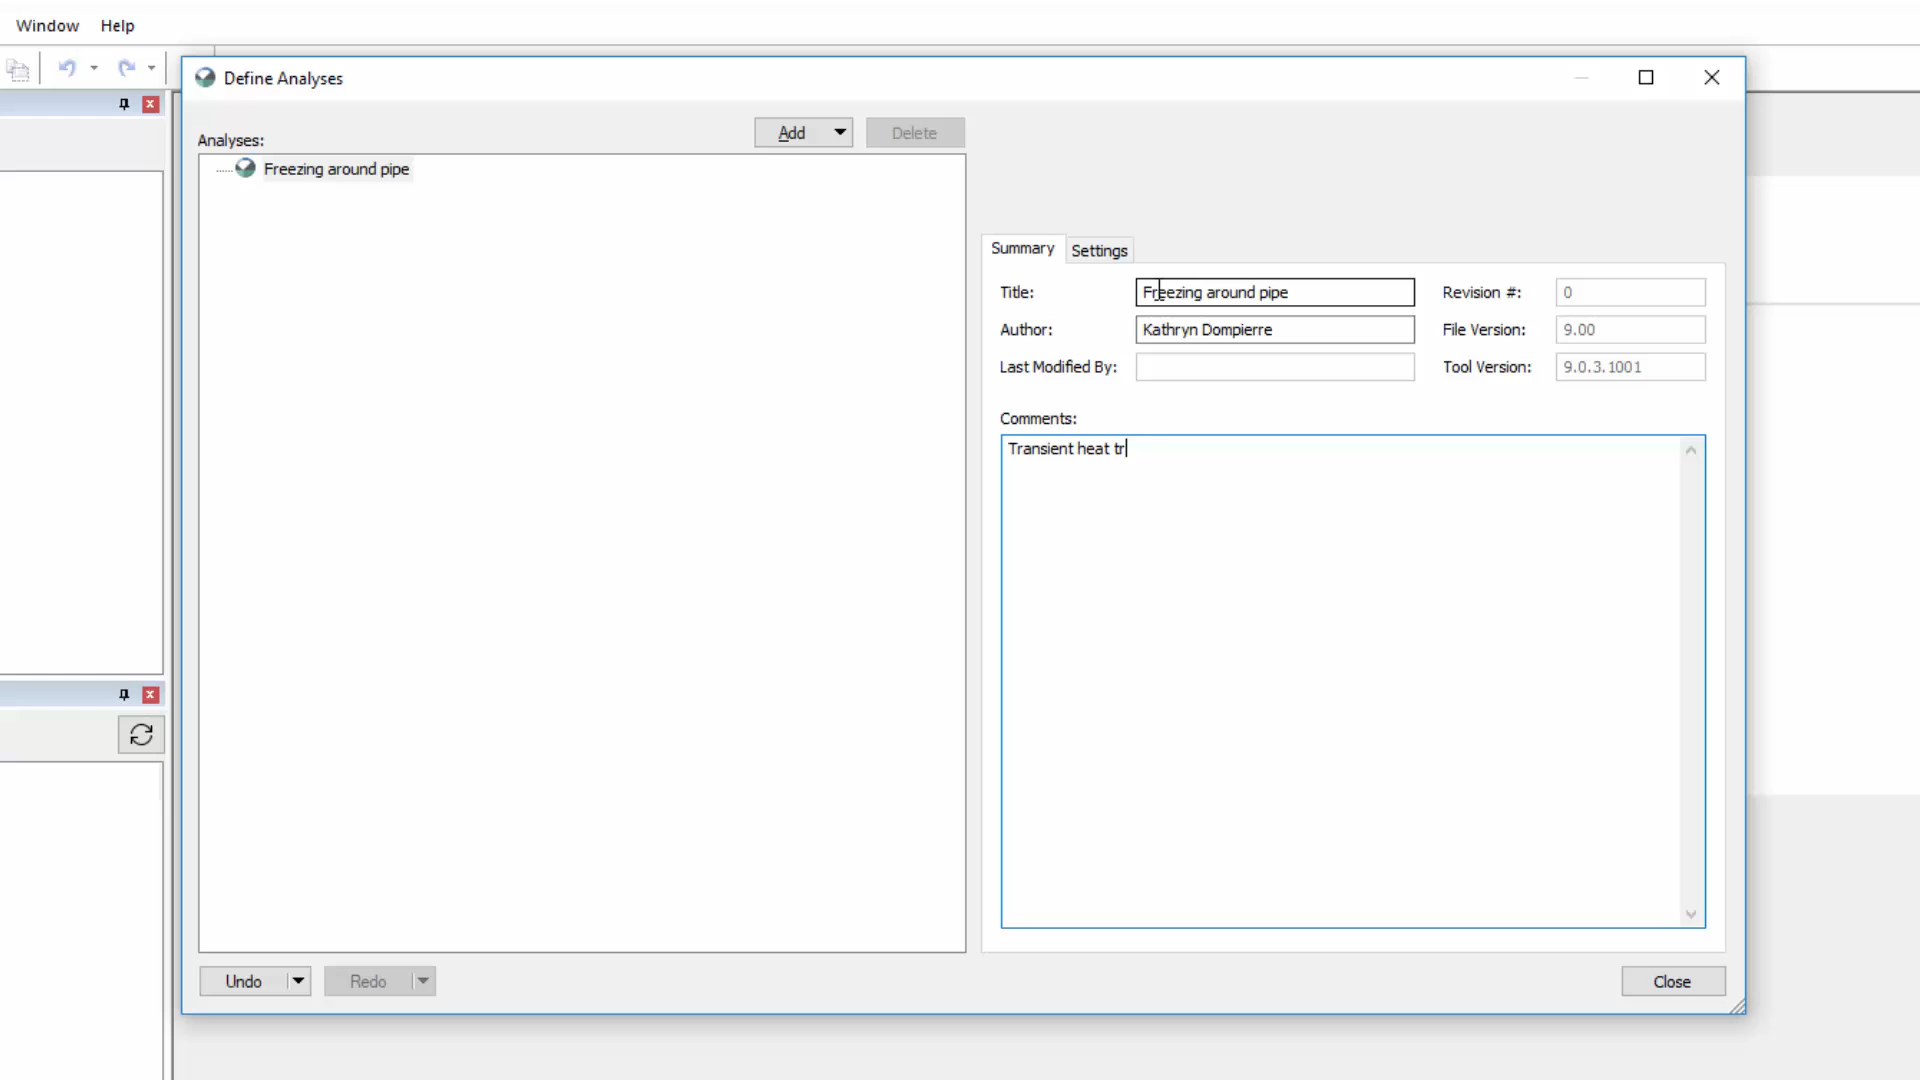 Window Help
Define Analyses
Analyses:
Add
Delete
Freezing around pipe
Summary
Settings
Title:
Freezing around pipe
Revision #:
0
Author:
Kathryn Dompierre
File Version:
9.00
Last Modified By:
Tool Version:
9.0.3.1001
Comments:
Transient heat tr
Undo
Redo
Close